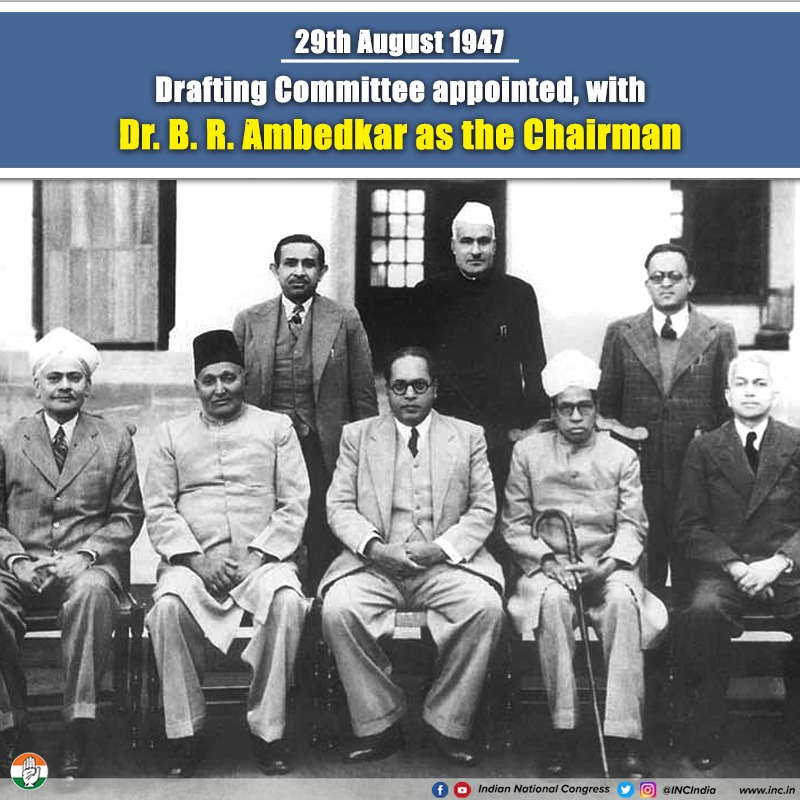 29th August 1947
Drafting Committee appointed, with
Dr. B. R. Ambedkar as the Chairman
Indian National Congress @INCIndia www.inc.in